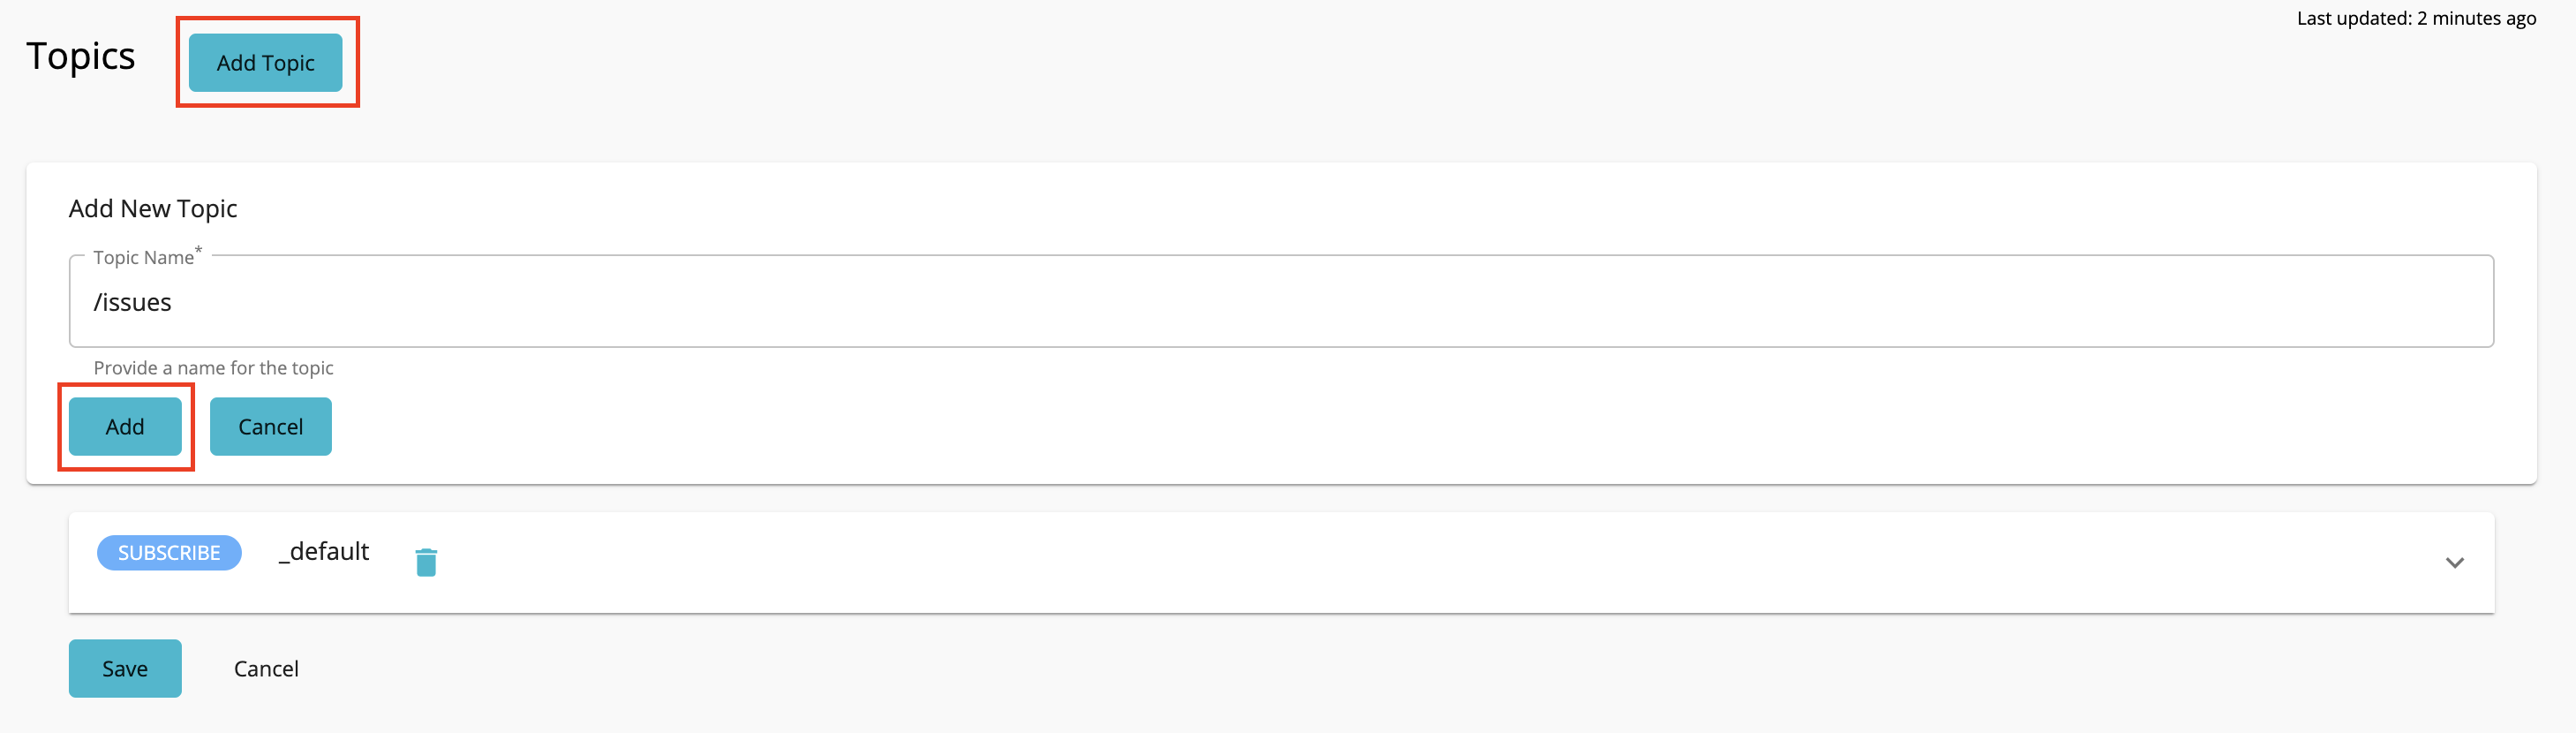 Last updated: 2 minutes ago
Topics
Add Topic
Add New Topic
Topic Name*
/issues
Provide a name for the topic
Add
Cancel
SUBSCRIBE
_default
Save
Cancel